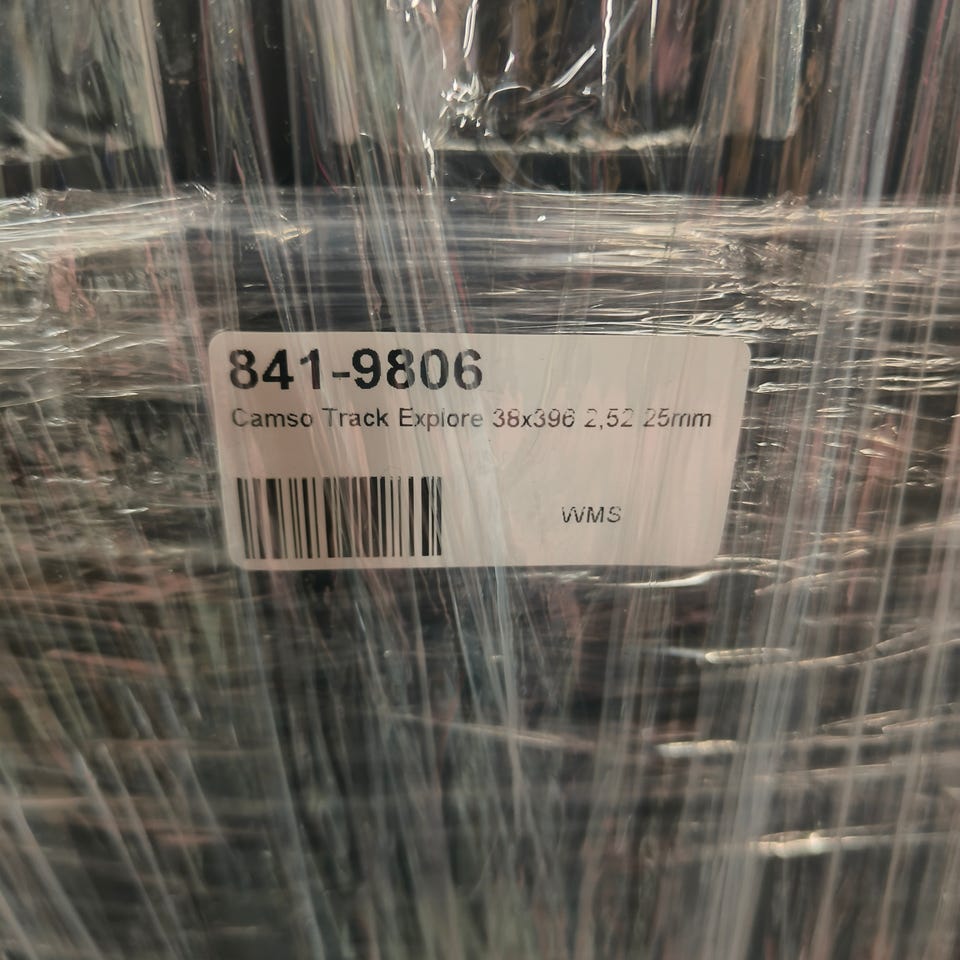 841-9806
Camso Track Explore 38x396 2,52 25mm
WMS